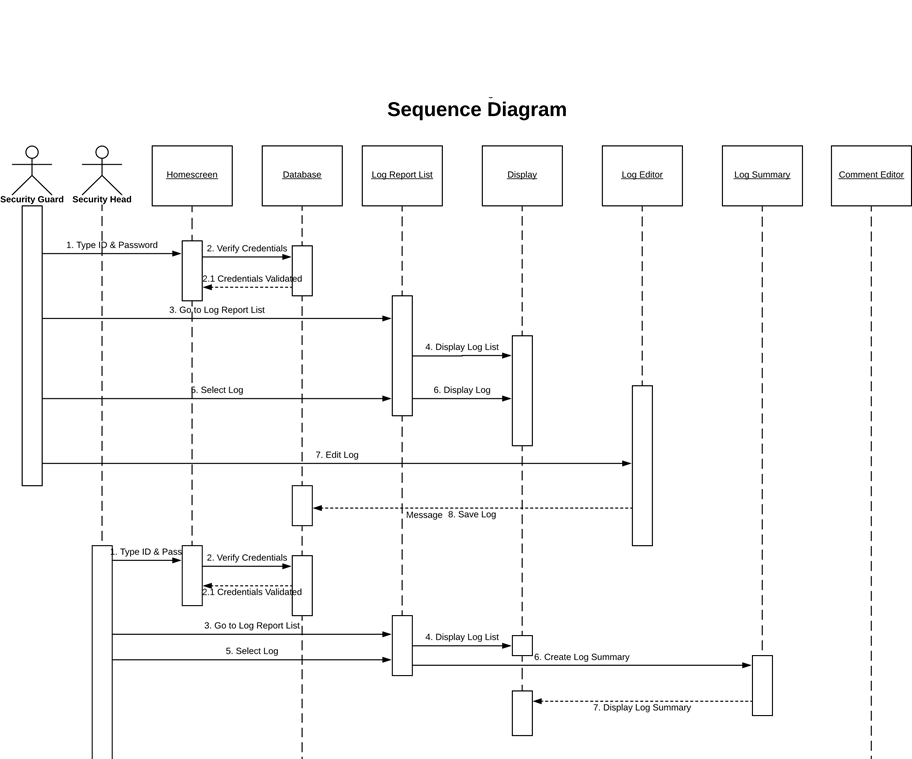 Sequence Diagram
Security Guard
Security Head
Homescreen
Database
Log Report List
Display
Log Editor
Log Summary
Comment Editor
1. Type ID & Password
2. Verify Credentials
2.1 Credentials Validated
3. Go to Log Report List
4. Display Log List
5. Select Log
6. Display Log
7. Edit Log
Message 8. Save Log
1. Type ID & Pass
2. Verify Credentials
2.1 Credentials Validated
3. Go to Log Report List
4. Display Log List
5. Select Log
6. Create Log Summary
7. Display Log Summary